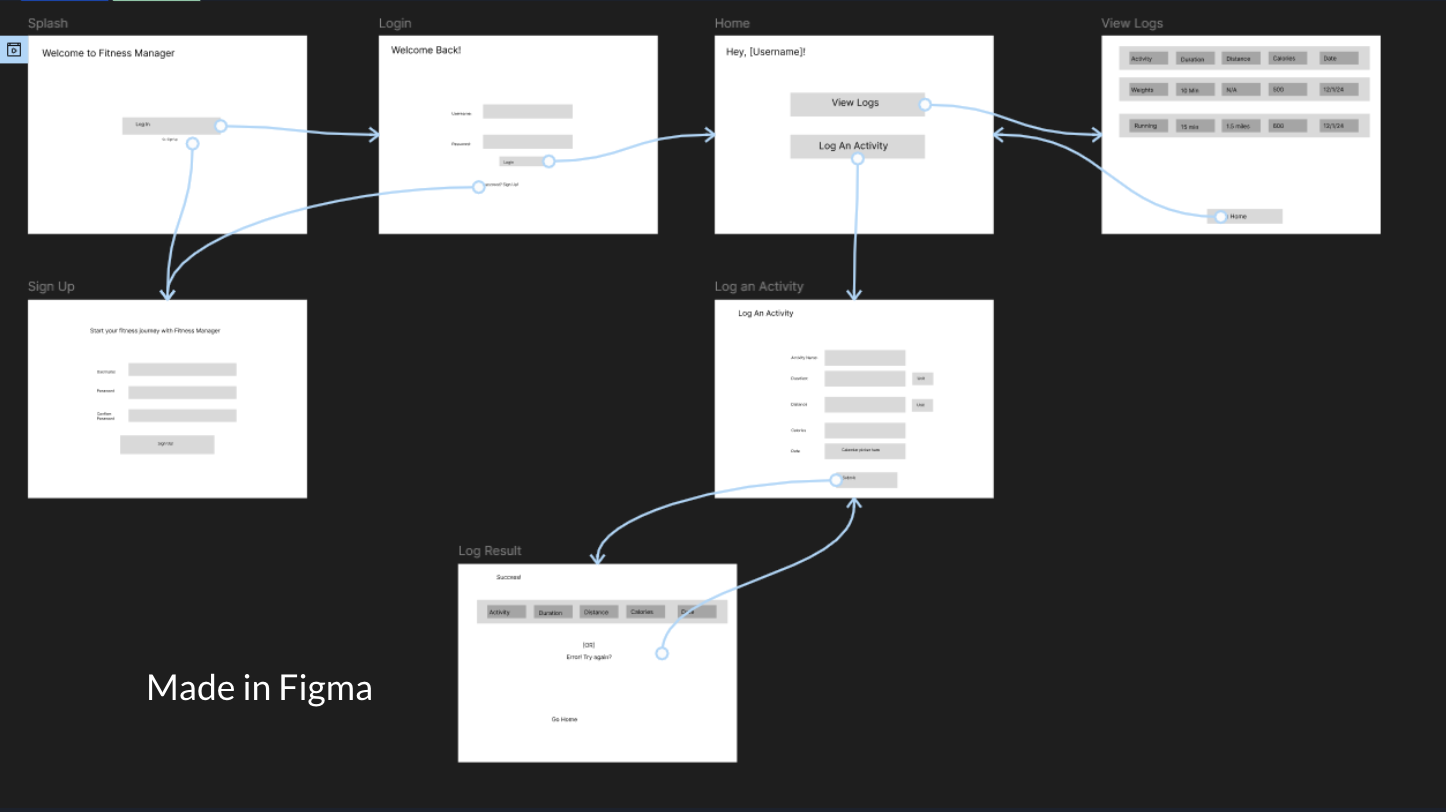 Splash
Welcome to Fitness Manager
Log In
Login
Welcome Back!
Username
Password
Login
Sign Up!
Home
Hey, [Username]!
View Logs
Log An Activity
View Logs
Activity Duration Distance Calories Date
Weights 10 Min N/A 500 12/1/24
Running 15 min 1.5 miles 600 12/1/24
Home
Sign Up
Start your fitness journey with Fitness Manager
Username
Password
Confirm
Password
Sign Up
Log an Activity
Log An Activity
Activity Name
Duration
Unit
Distance
Unit
Calories
Date
Calendar picker here
Submit
Log Result
Success!
Activity Duration Distance Calories Date
[OR]
Error! Try again?
Go Home
Made in Figma